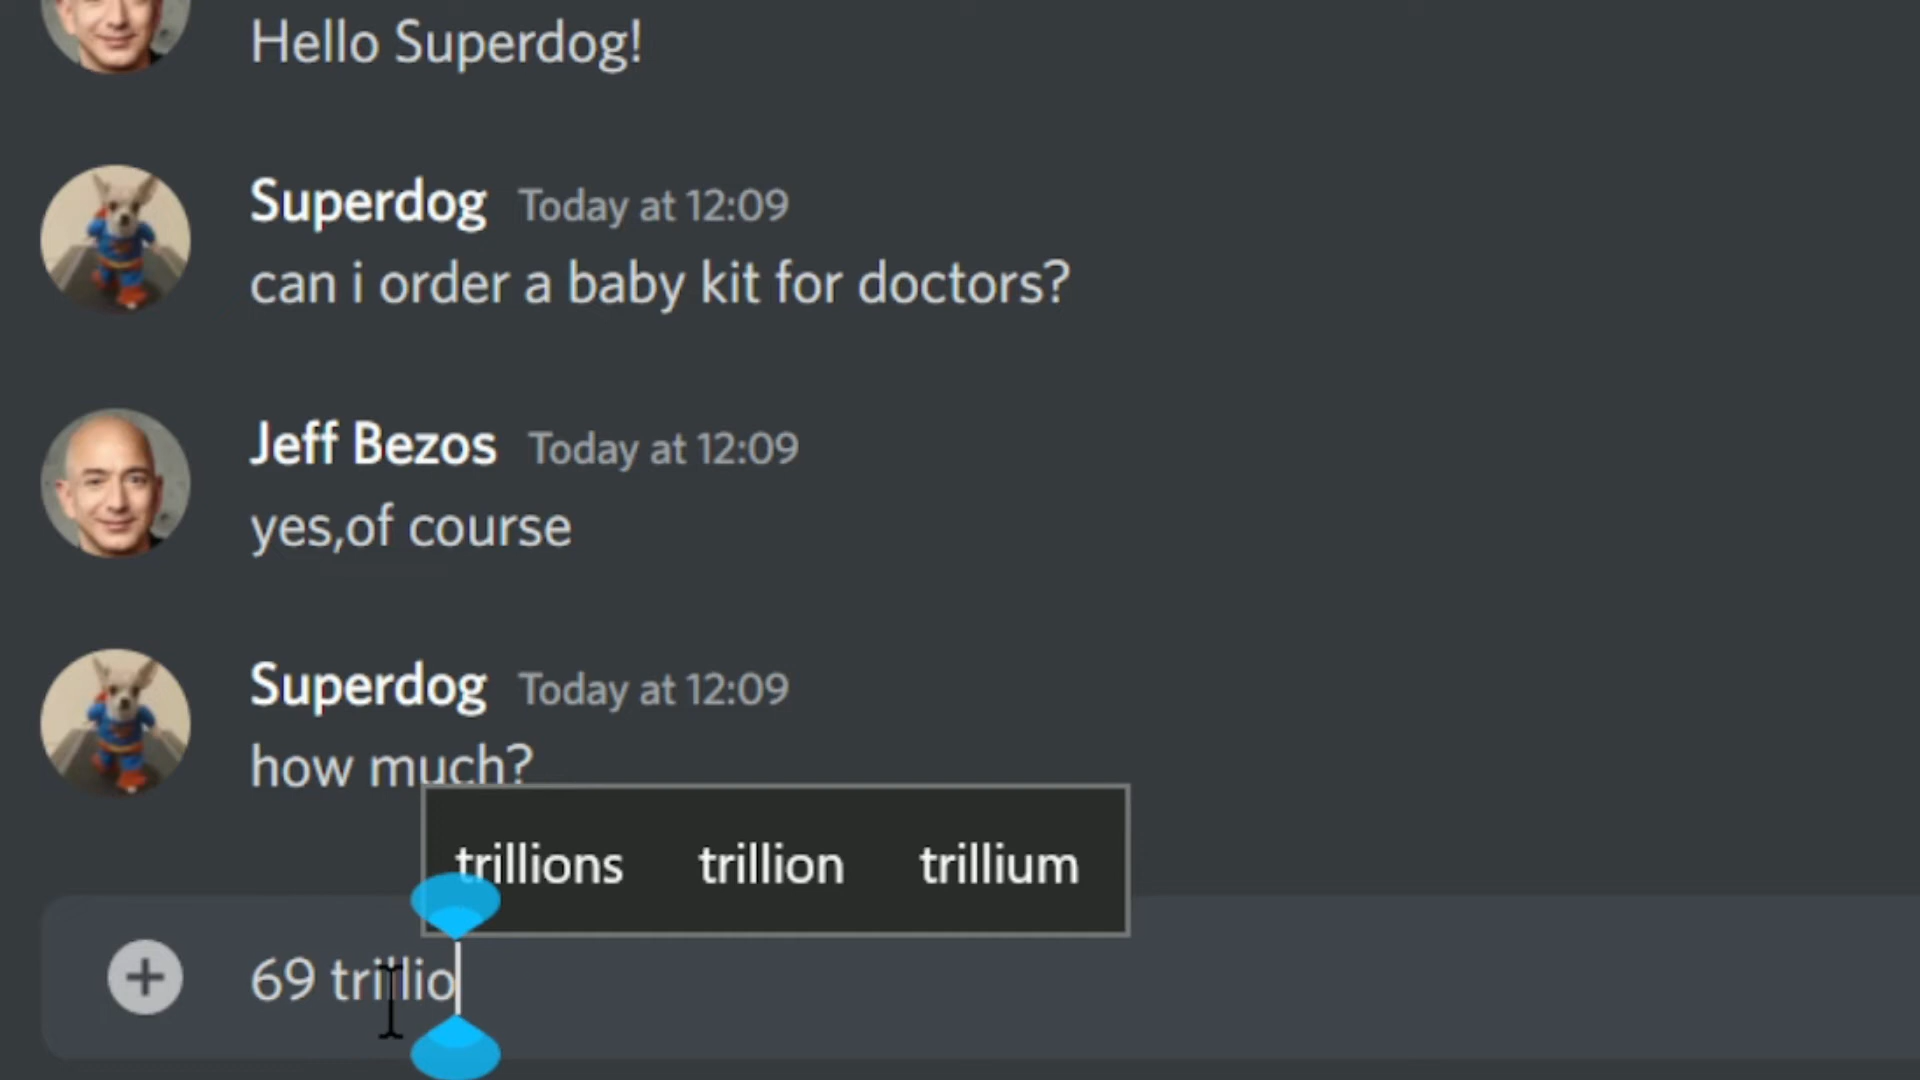 Hello Superdog!
Superdog Today at 12:09
can i order a baby kit for doctors?
Jeff Bezos Today at 12:09
yes,of course
Superdog Today at 12:09
how much?
trillions trillion trillium
69 trillio